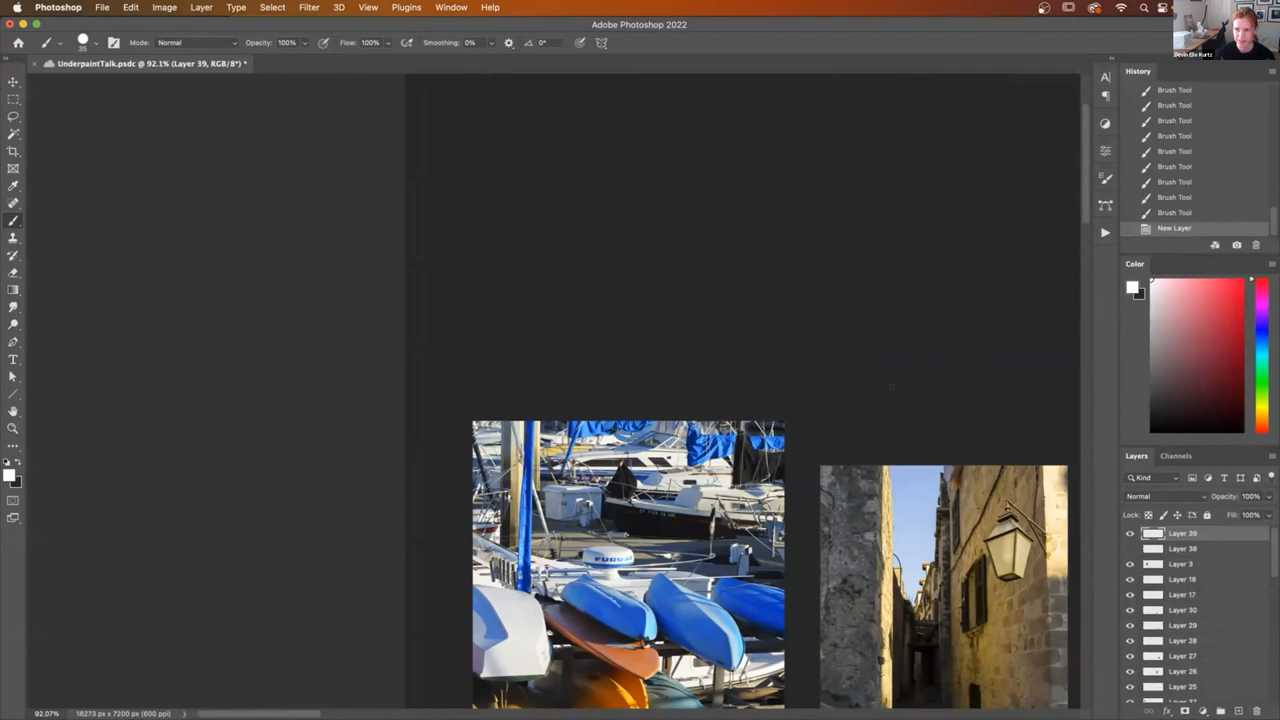 Photoshop File Edit Image Layer Type Select Filter 3D View Plugins Window Help
Adobe Photoshop 2022
Devin Elle Kurtz
35 Mode: Normal Opacity: 100% Flow: 100% Smoothing: 0% 0°
UnderpaintTalk.psdc @ 92.1% (Layer 39, RGB/8*) *
History
Brush Tool
Brush Tool
Brush Tool
Brush Tool
Brush Tool
Brush Tool
Brush Tool
Brush Tool
Brush Tool
New Layer
Color
Layers Channels
Kind
Normal Opacity: 100%
Lock: Fill: 100%
Layer 39
Layer 38
Layer 3
Layer 18
Layer 17
Layer 30
Layer 29
Layer 28
Layer 27
Layer 26
Layer 25
FURUNO
92.07% 18273 px x 7200 px (600 ppi)